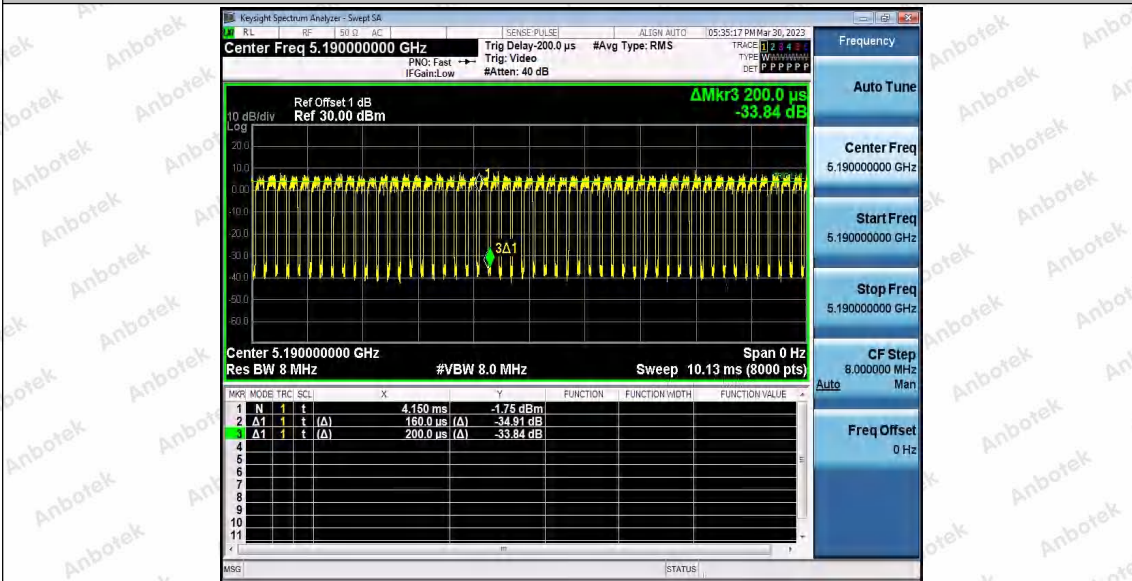 Keysight Spectrum Analyzer - Swept SA
RL RF 50 Ω AC SENSE:PULSE ALIGN AUTO 05:35:17 PM Mar 30, 2023
Center Freq 5.190000000 GHz
PNO: Fast
IFGain:Low
Trig Delay-200.0 µs
Trig: Video
#Atten: 40 dB
#Avg Type: RMS
TRACE 1 2 3 4 5 6
TYPE WWWWWW
DET P P P P P P
ΔMkr3 200.0 µs
-33.84 dB
Ref Offset 1 dB
10 dB/div Ref 30.00 dBm
Log
20.0
10.0
0.00
-10.0
-20.0
-30.0
-40.0
-50.0
-60.0
1
3Δ1
Center 5.190000000 GHz Span 0 Hz
Res BW 8 MHz #VBW 8.0 MHz Sweep 10.13 ms (8000 pts)
MKR MODE TRC SCL X Y FUNCTION FUNCTION WIDTH FUNCTION VALUE
1 N 1 t 4.150 ms -1.75 dBm
2 Δ1 1 t (Δ) 160.0 µs (Δ) -34.91 dB
3 Δ1 1 t (Δ) 200.0 µs (Δ) -33.84 dB
4
5
6
7
8
9
10
11
MSG STATUS
Frequency
Auto Tune
Center Freq
5.190000000 GHz
Start Freq
5.190000000 GHz
Stop Freq
5.190000000 GHz
CF Step
8.000000 MHz
Auto Man
Freq Offset
0 Hz
Anbotek